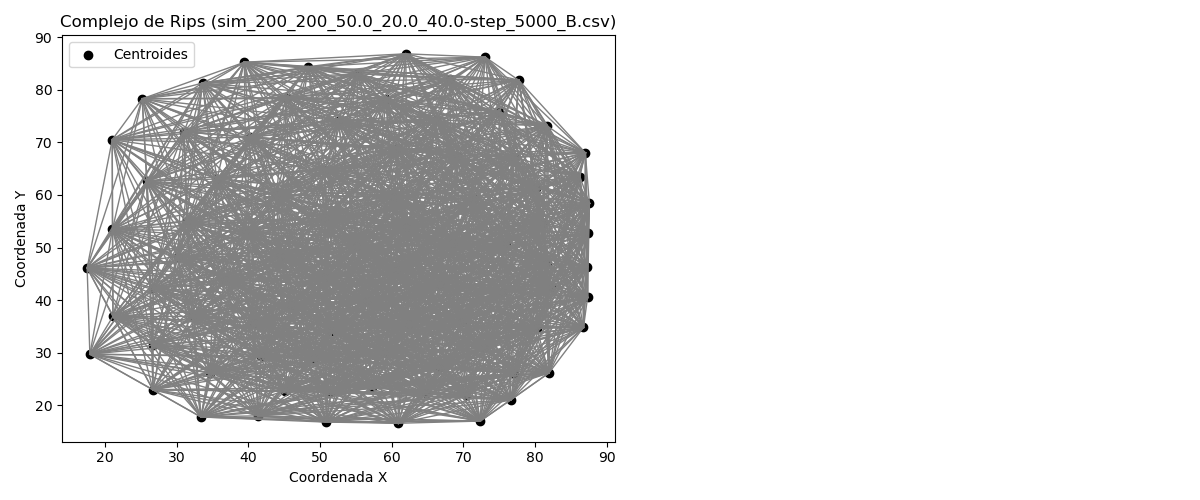 Complejo de Rips (sim_200_200_50.0_20.0_40.0-step_5000_B.csv)
Centroides
90
80
70
60
50
40
30
20
Coordenada Y
20 30 40 50 60 70 80 90
Coordenada X